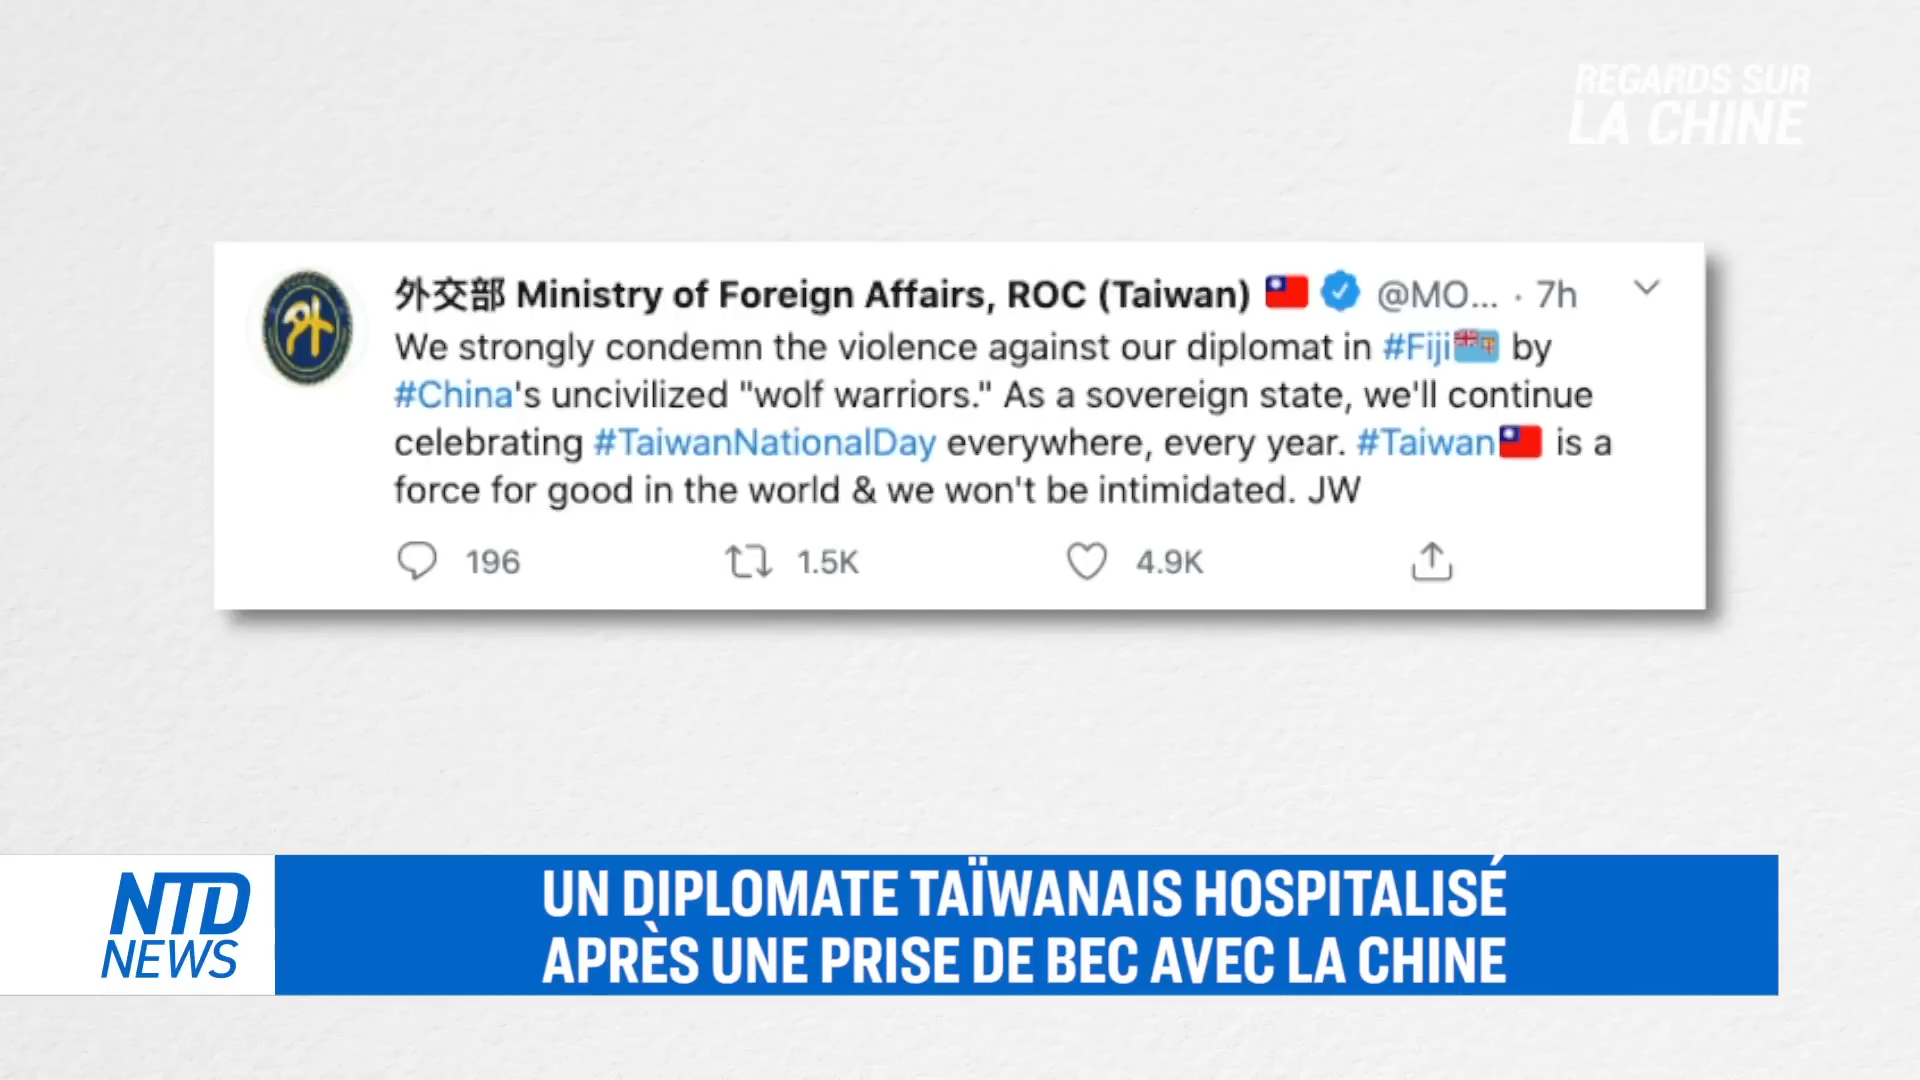 REGARDS SUR
LA CHINE
外交部 Ministry of Foreign Affairs, ROC (Taiwan) @MO... · 7h
We strongly condemn the violence against our diplomat in #Fiji by
#China's uncivilized "wolf warriors." As a sovereign state, we'll continue
celebrating #TaiwanNationalDay everywhere, every year. #Taiwan is a
force for good in the world & we won't be intimidated. JW
196 1.5K 4.9K
NTD
NEWS
UN DIPLOMATE TAÏWANAIS HOSPITALISÉ
APRÈS UNE PRISE DE BEC AVEC LA CHINE